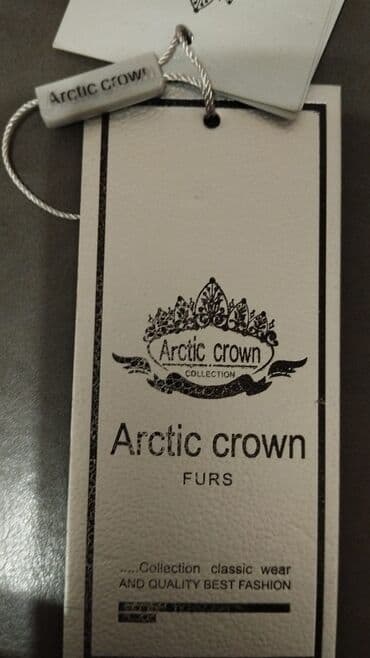 Arctic crown
Arctic crown
COLLECTION
Arctic crown
FURS
.....Collection classic wear
AND QUALITY BEST FASHION